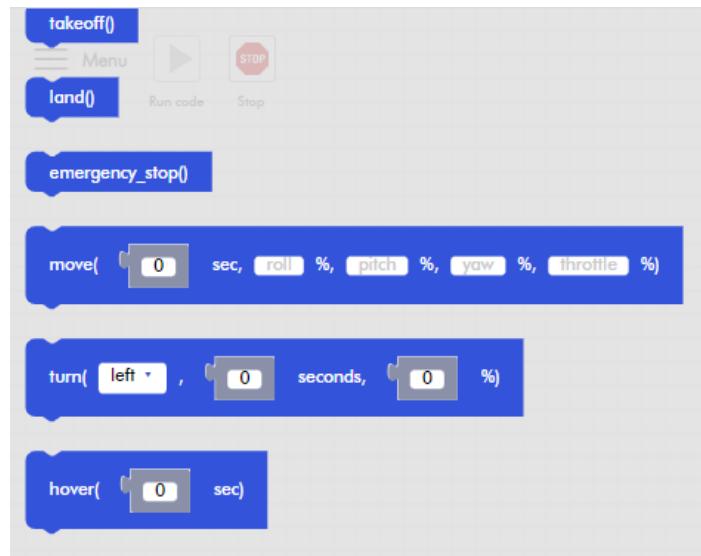 takeoff()
Menu
STOP
land()
Run code Stop
emergency_stop()
move( 0 sec, roll %, pitch %, yaw %, throttle %)
turn( left , 0 seconds, 0 %)
hover( 0 sec)